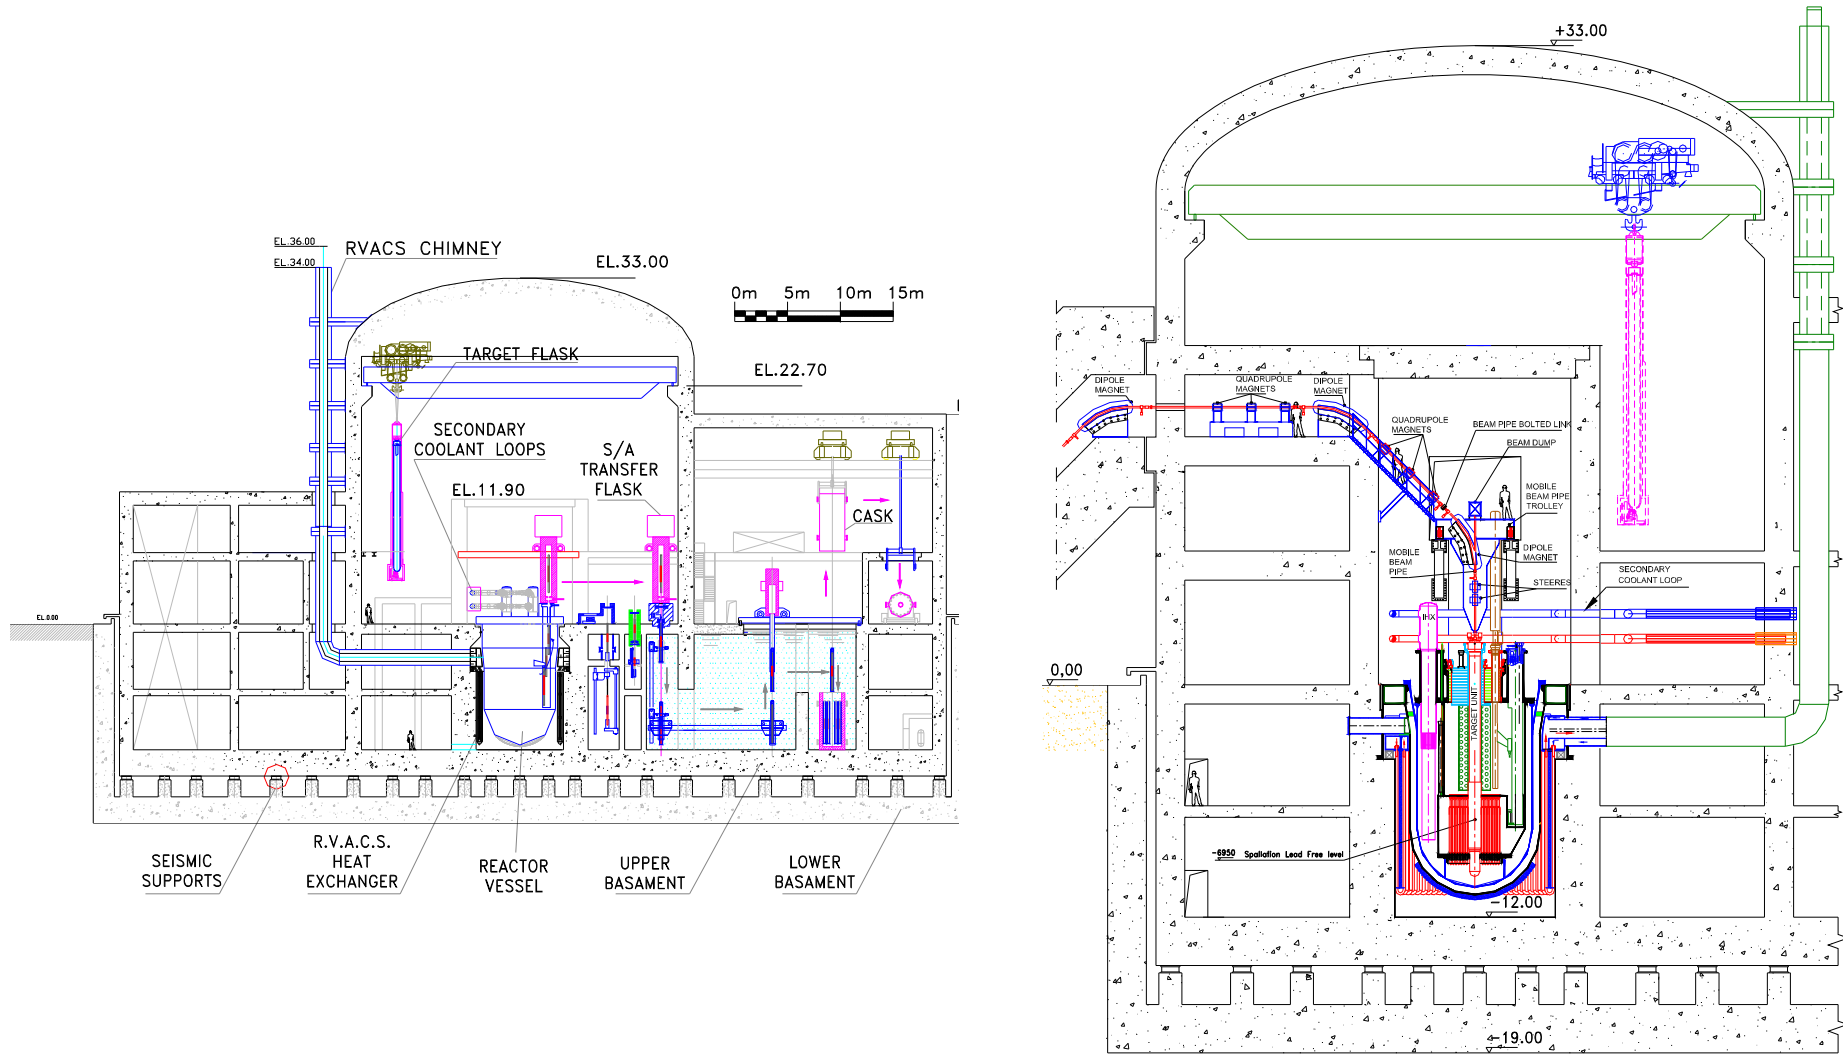 EL.36.00
RVACS CHIMNEY
EL.34.00
EL.33.00
0m 5m 10m 15m
TARGET FLASK
EL.22.70
SECONDARY
COOLANT LOOPS
S/A
TRANSFER
FLASK
EL.11.90
CASK
EL.0.00
SEISMIC
SUPPORTS
R.V.A.C.S.
HEAT
EXCHANGER
REACTOR
VESSEL
UPPER
BASAMENT
LOWER
BASAMENT
+33.00
DIPOLE
MAGNET
QUADRUPOLE
MAGNETS
DIPOLE
MAGNET
QUADRUPOLE
MAGNETS
BEAM PIPE BOLTED LINK
BEAM DUMP
MOBILE
BEAM PIPE
TROLLEY
MOBILE
BEAM
PIPE
DIPOLE
MAGNET
STEERES
SECONDARY
COOLANT LOOP
IHX
0,00
TARGET UNIT
-6950 Spallation Lead Free level
-12.00
-19.00